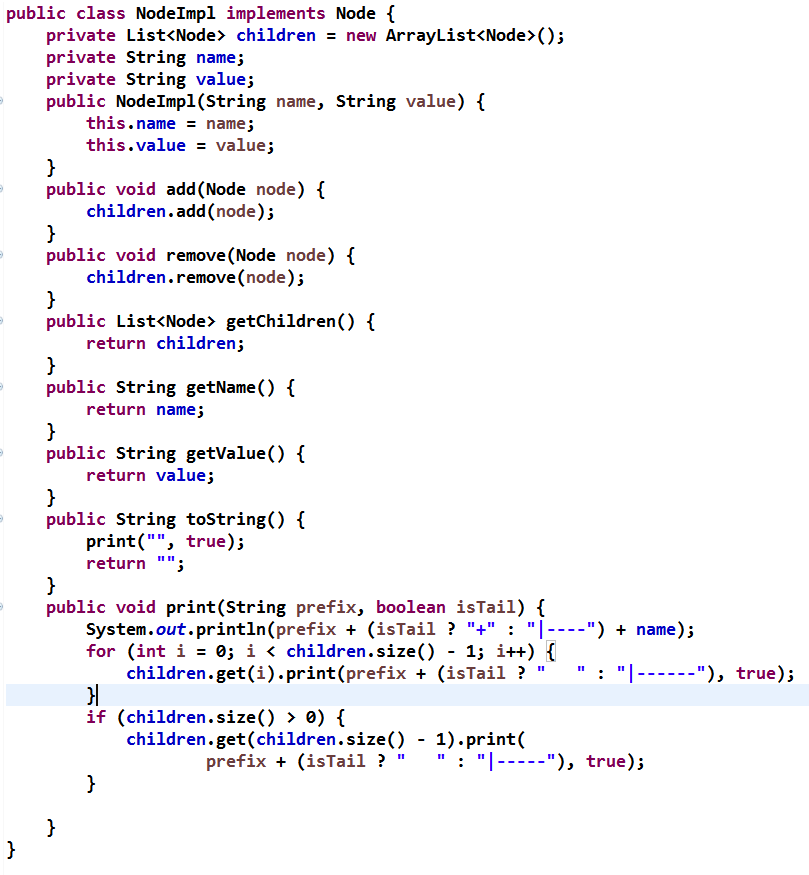 public class NodeImpl implements Node {
    private List<Node> children = new ArrayList<Node>();
    private String name;
    private String value;
    public NodeImpl(String name, String value) {
        this.name = name;
        this.value = value;
    }
    public void add(Node node) {
        children.add(node);
    }
    public void remove(Node node) {
        children.remove(node);
    }
    public List<Node> getChildren() {
        return children;
    }
    public String getName() {
        return name;
    }
    public String getValue() {
        return value;
    }
    public String toString() {
        print("", true);
        return "";
    }
    public void print(String prefix, boolean isTail) {
        System.out.println(prefix + (isTail ? "+" : "|----") + name);
        for (int i = 0; i < children.size() - 1; i++) {
            children.get(i).print(prefix + (isTail ? "   " : "|------"), true);
        }
        if (children.size() > 0) {
            children.get(children.size() - 1).print(
                    prefix + (isTail ? "   " : "|-----"), true);
        }

    }
}